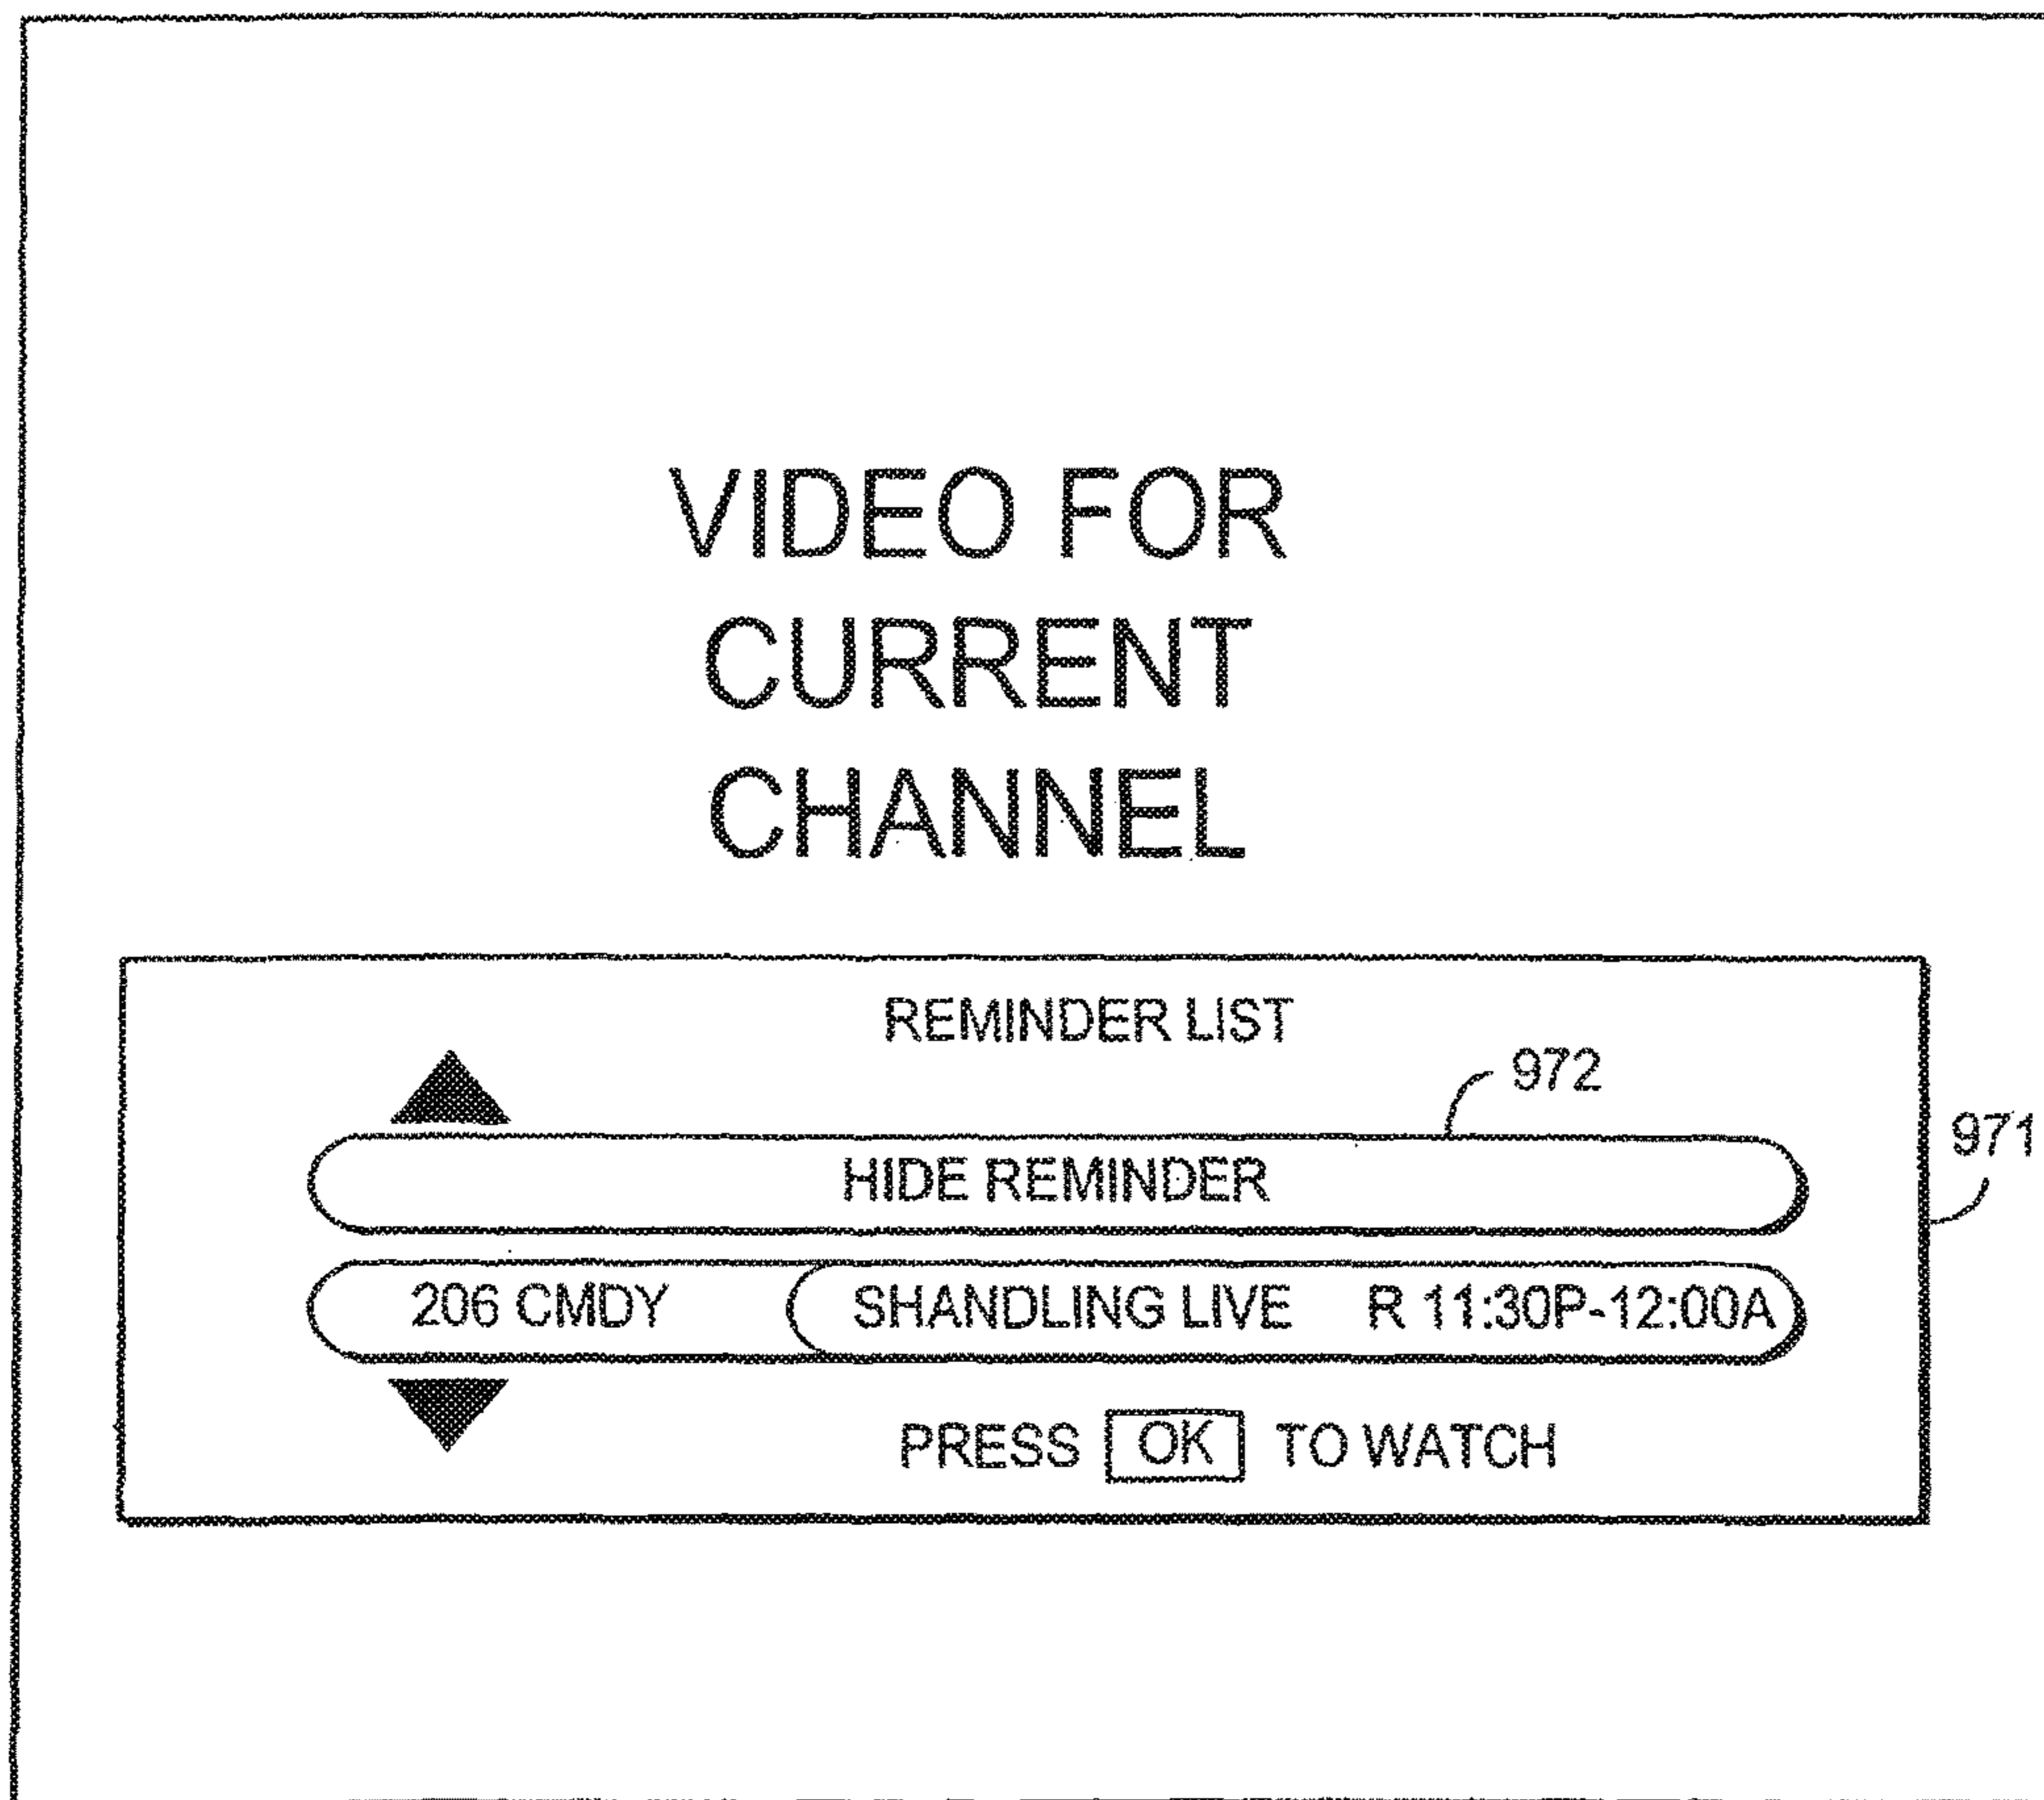 VIDEO FOR
CURRENT
CHANNEL
REMINDER LIST
972
971
HIDE REMINDER
206 CMDY SHANDLING LIVE R 11:30P-12:00A
PRESS OK TO WATCH